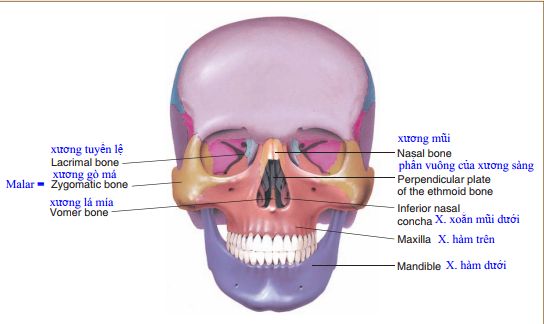 xương tuyến lệ
Lacrimal bone
xương gò má
Malar = Zygomatic bone
xương lá mía
Vomer bone
xương mũi
Nasal bone
phần vuông của xương sàng
Perpendicular plate
of the ethmoid bone
Inferior nasal
concha X. xoăn mũi dưới
Maxilla X. hàm trên
Mandible X. hàm dưới